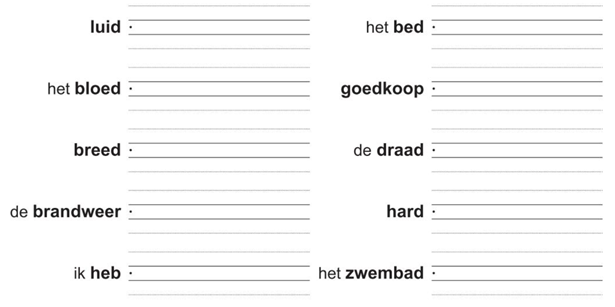 luid
het bed
het bloed
goedkoop
breed
de draad
de brandweer
hard
ik heb
het zwembad